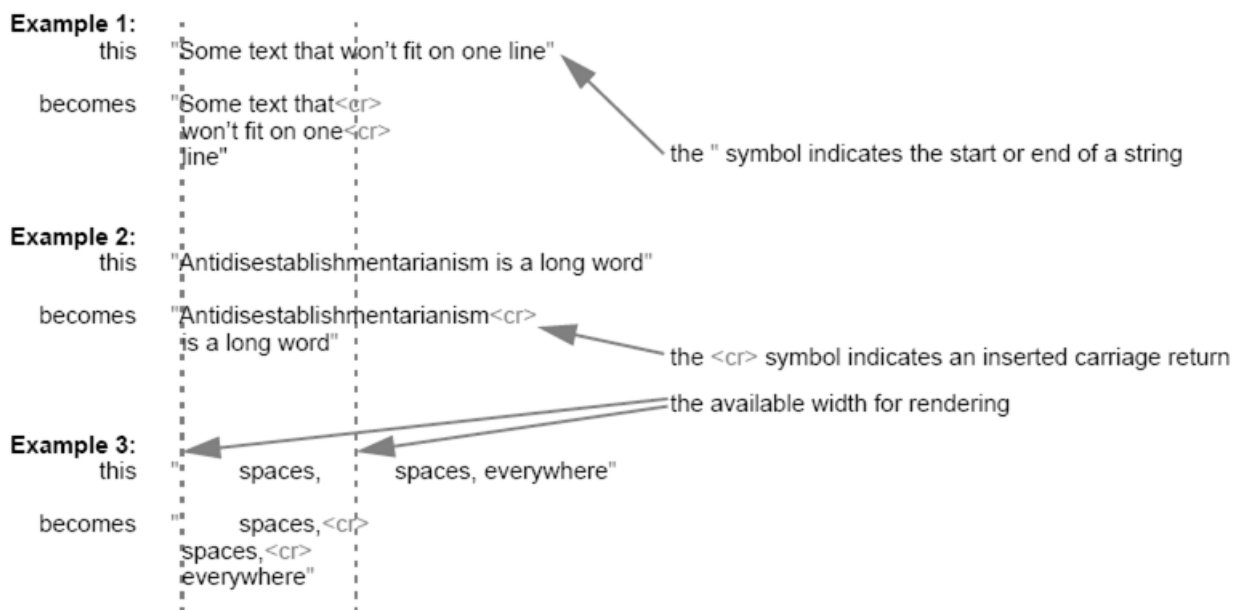 Example 1:
this "Some text that won't fit on one line"
becomes "Some text that<cr>
won't fit on one<cr>
line"
the " symbol indicates the start or end of a string
Example 2:
this "Antidisestablishmentarianism is a long word"
becomes "Antidisestablishmentarianism<cr>
is a long word"
the <cr> symbol indicates an inserted carriage return
the available width for rendering
Example 3:
this "        spaces,        spaces, everywhere"
becomes "        spaces,<cr>
spaces,<cr>
everywhere"